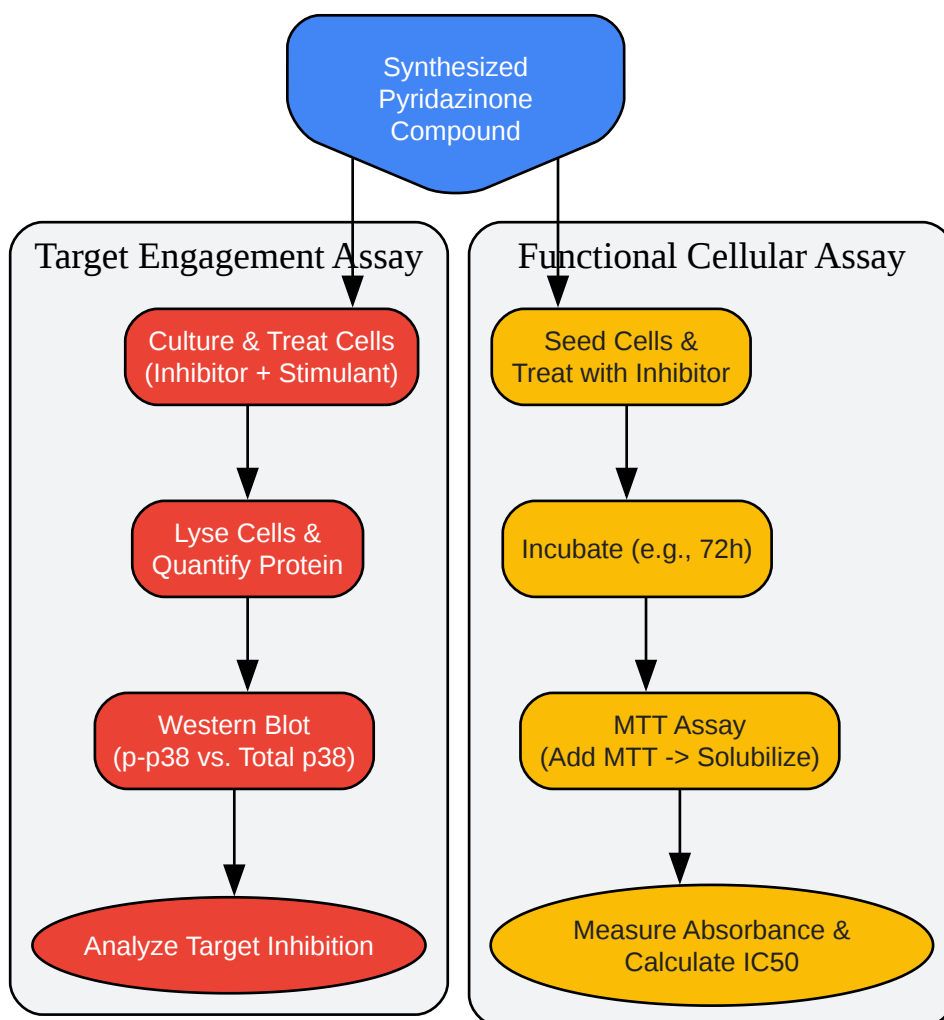 Synthesized
Pyridazinone
Compound
Target Engagement Assay
Culture & Treat Cells
(Inhibitor + Stimulant)
Lyse Cells &
Quantify Protein
Western Blot
(p-p38 vs. Total p38)
Analyze Target Inhibition
Functional Cellular Assay
Seed Cells &
Treat with Inhibitor
Incubate (e.g., 72h)
MTT Assay
(Add MTT -> Solubilize)
Measure Absorbance &
Calculate IC50